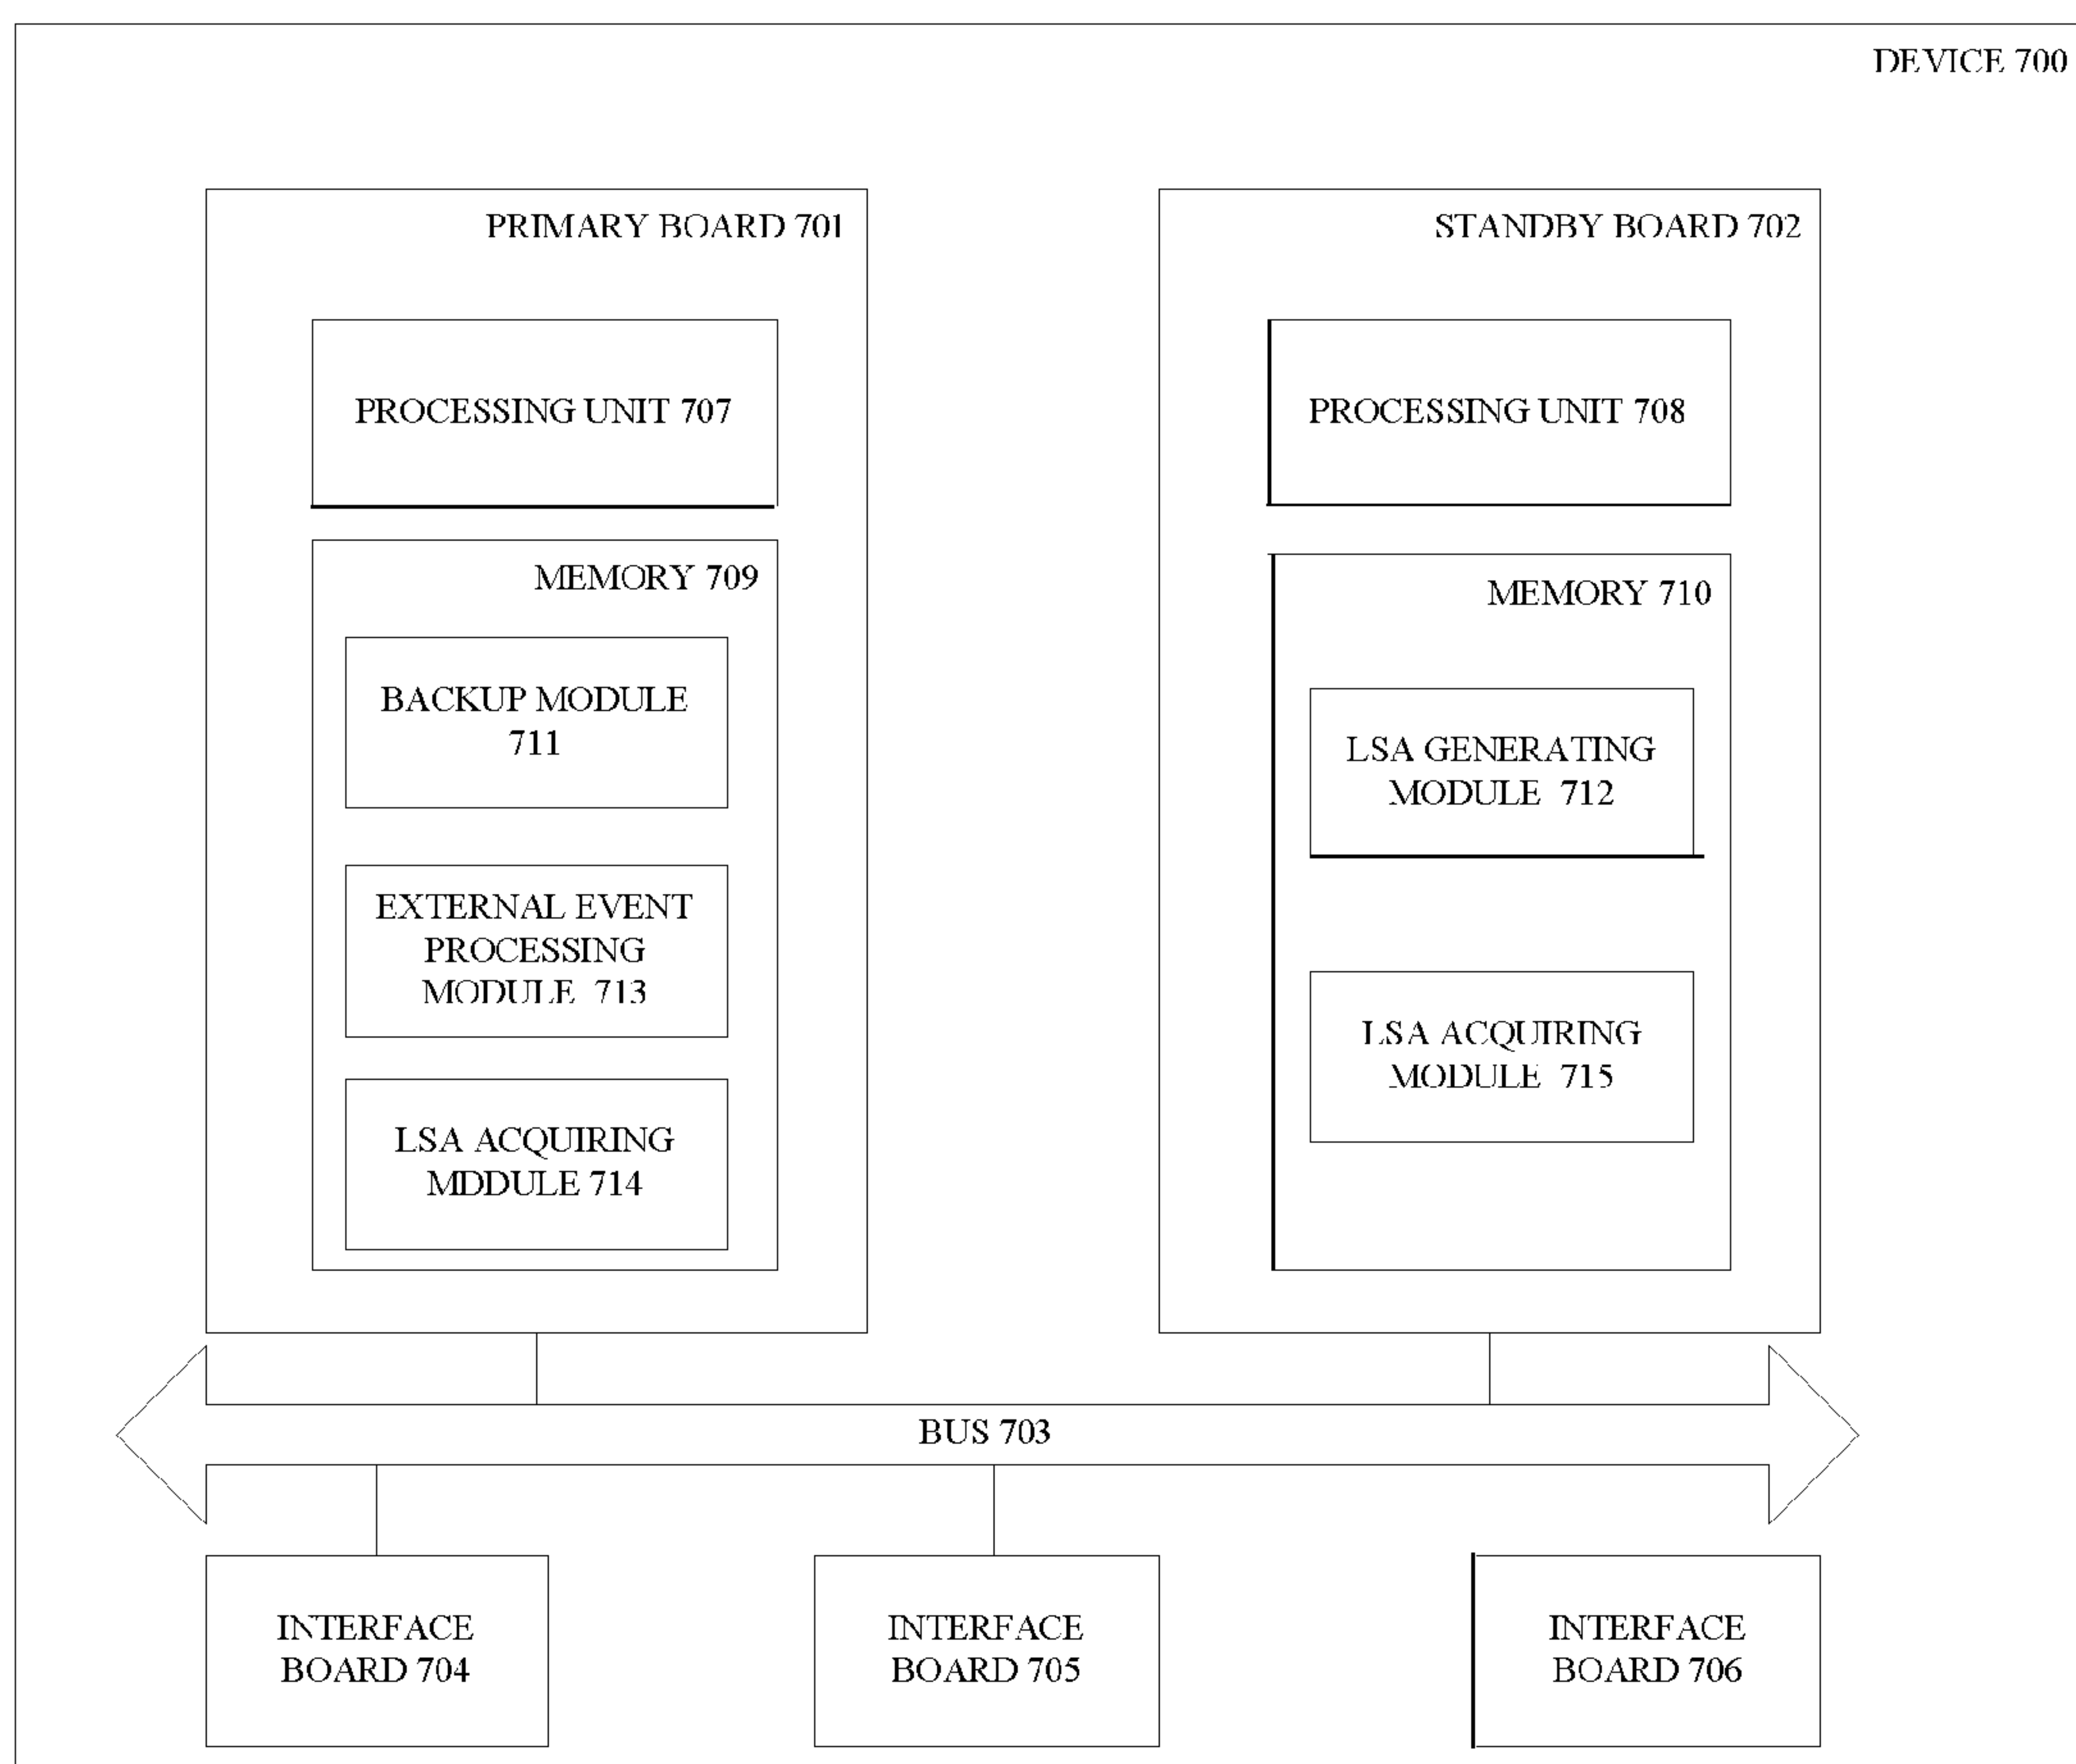 DEVICE 700
PRIMARY BOARD 701
PROCESSING UNIT 707
MEMORY 709
BACKUP MODULE
711
EXTERNAL EVENT
PROCESSING
MODULE 713
LSA ACQUIRING
MDDULE 714
STANDBY BOARD 702
PROCESSING UNIT 708
MEMORY 710
LSA GENERATING
MODULE 712
LSA ACQUIRING
MODULE 715
BUS 703
INTERFACE
BOARD 704
INTERFACE
BOARD 705
INTERFACE
BOARD 706